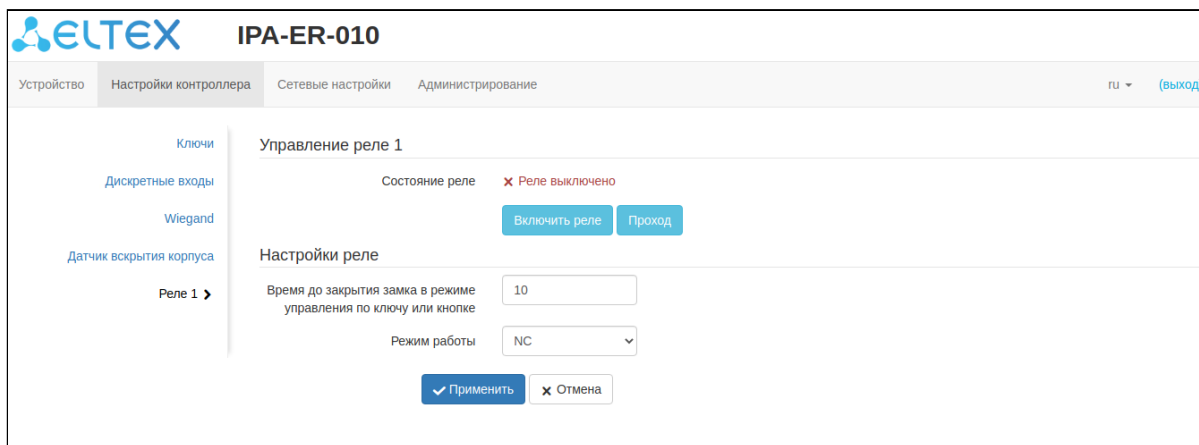 ELTEX IPA-ER-010
Устройство Настройки контроллера Сетевые настройки Администрирование ru (выход
Ключи
Дискретные входы
Wiegand
Датчик вскрытия корпуса
Реле 1
Управление реле 1
Состояние реле Реле выключено
Включить реле Проход
Настройки реле
Время до закрытия замка в режиме
управления по ключу или кнопке 10
Режим работы NC
Применить Отмена